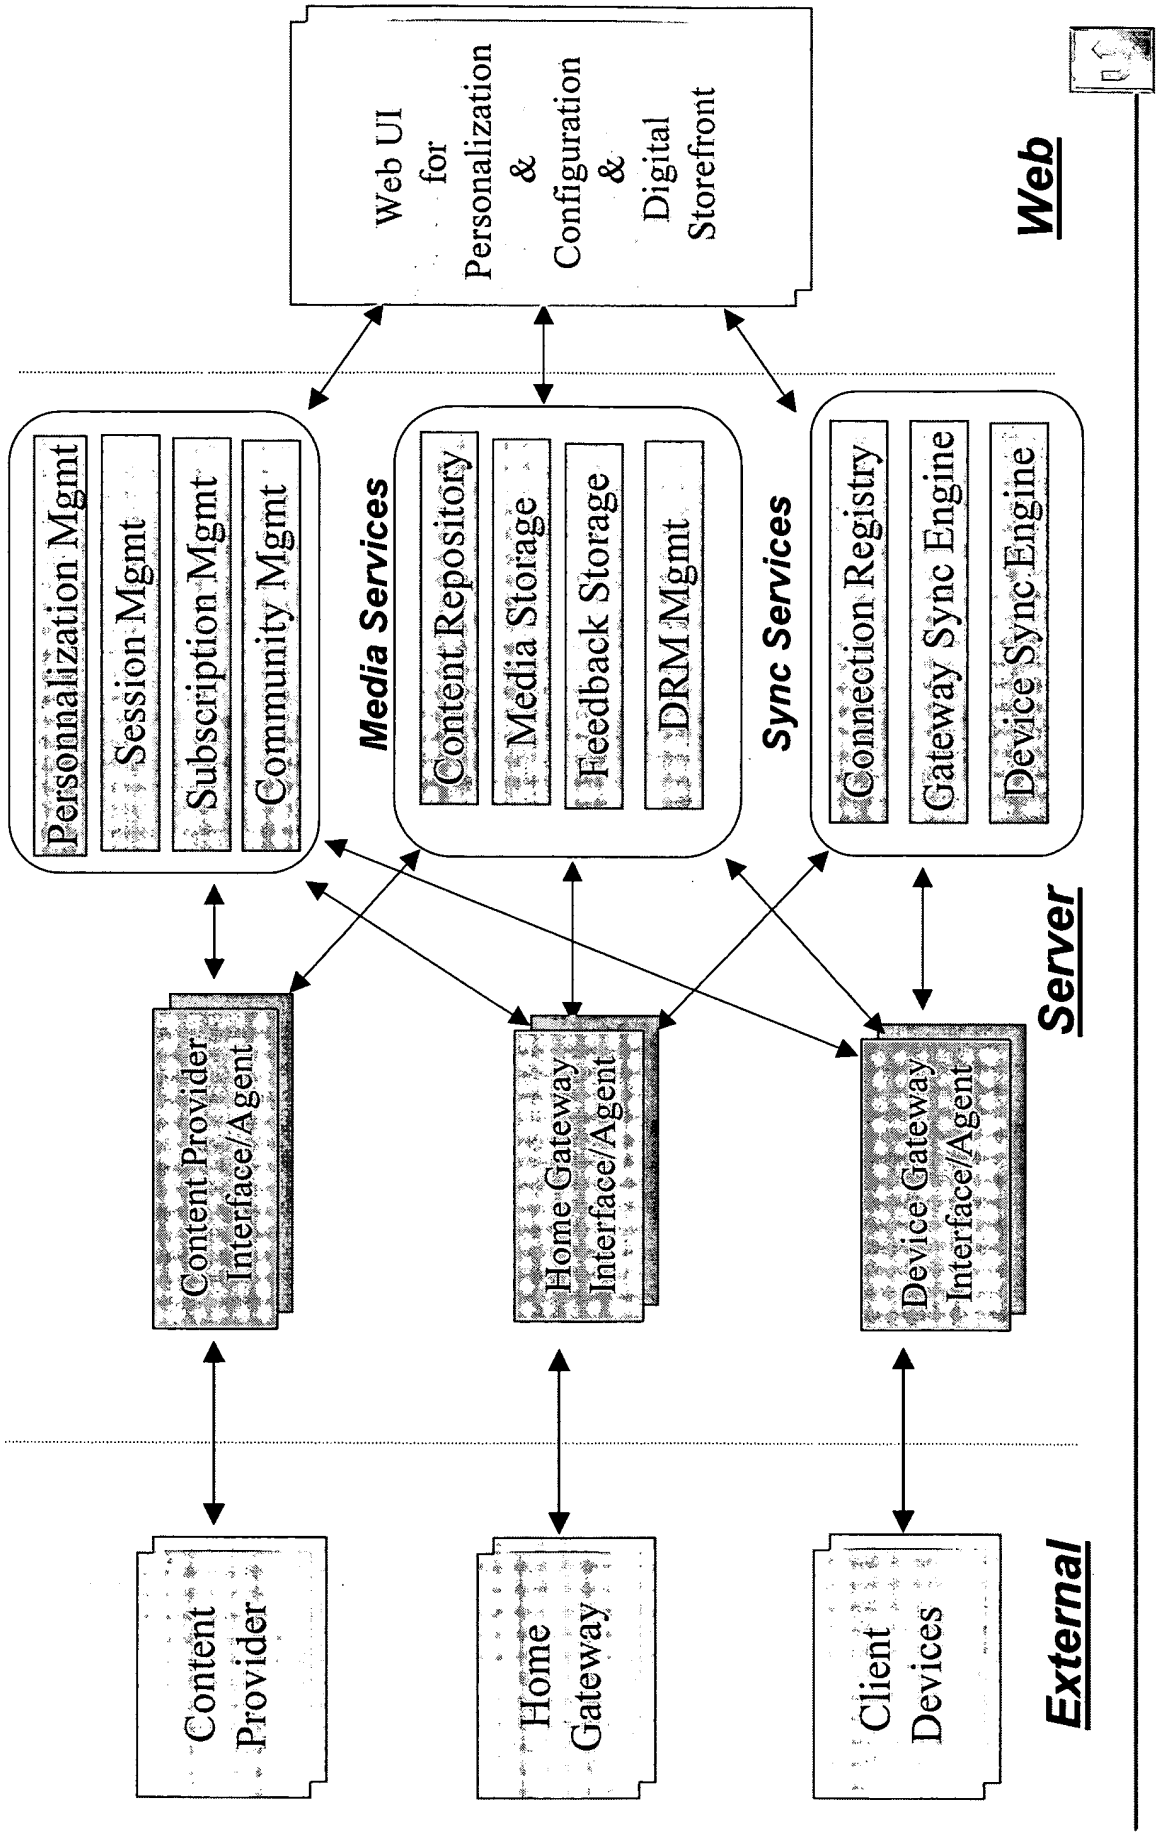 Content
Provider
Home
Gateway
Client
Devices
External
Content Provider
Interface/Agent
Home Gateway
Interface/Agent
Device Gateway
Interface/Agent
Server
Personnalization Mgmt
Session Mgmt
Subscription Mgmt
Community Mgmt
Media Services
Content Repository
Media Storage
Feedback Storage
DRM Mgmt
Sync Services
Connection Registry
Gateway Sync Engine
Device Sync Engine
Web UI
for
Personalization
&
Configuration
&
Digital
Storefront
Web